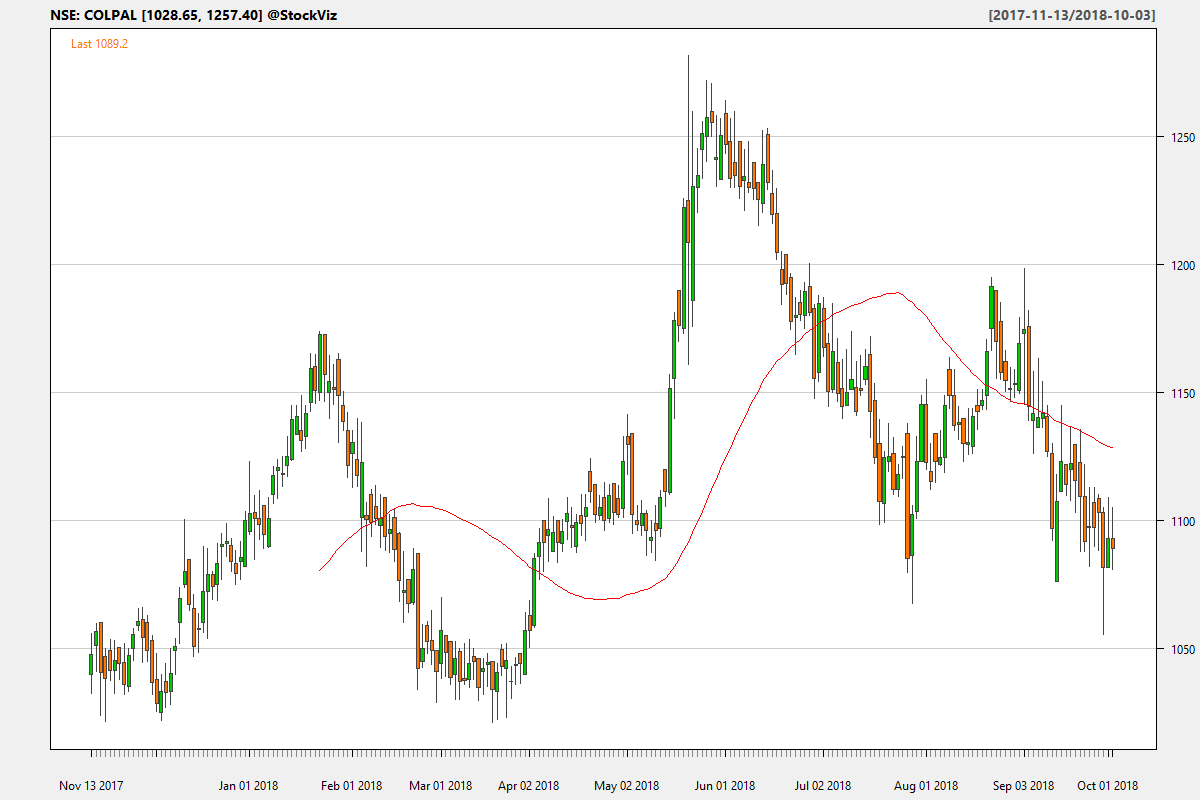 NSE: COLPAL [1028.65, 1257.40] @StockViz
[2017-11-13/2018-10-03]
Last 1089.2
1250
1200
1150
1100
1050
Nov 13 2017 Jan 01 2018 Feb 01 2018 Mar 01 2018 Apr 02 2018 May 02 2018 Jun 01 2018 Jul 02 2018 Aug 01 2018 Sep 03 2018 Oct 01 2018